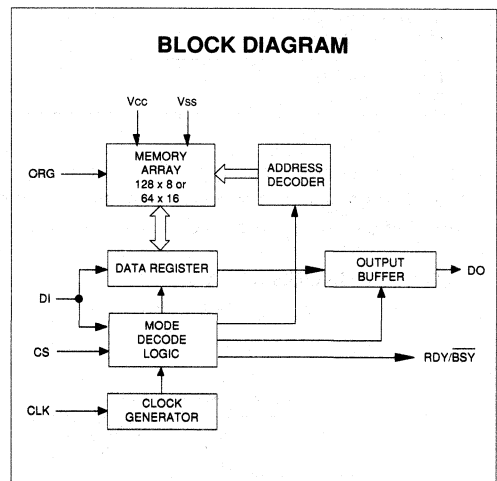 BLOCK DIAGRAM
Vcc
Vss
ORG
MEMORY
ARRAY
128 x 8 or
64 x 16
ADDRESS
DECODER
DATA REGISTER
OUTPUT
BUFFER
DO
DI
MODE
DECODE
LOGIC
CS
RDY/BSY
CLK
CLOCK
GENERATOR